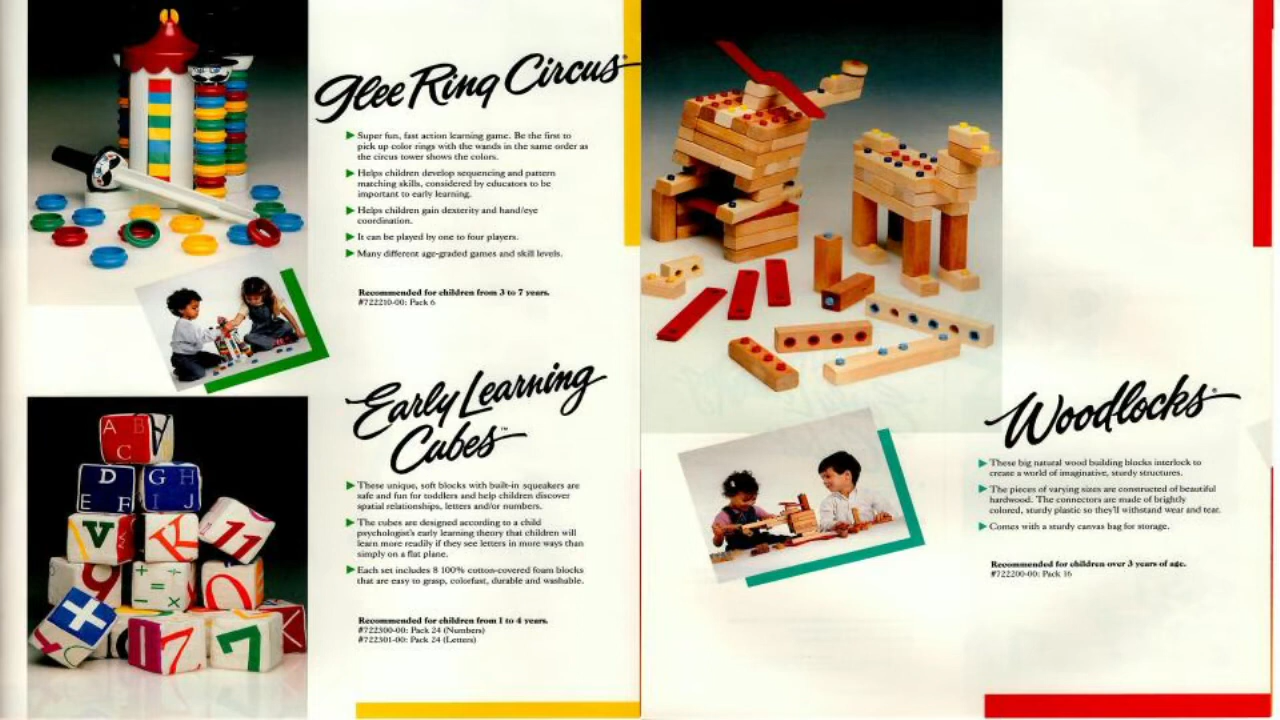 Glee Ring Circus®
▶ Super fun, fast action learning game. Be the first to
pick up color rings with the wands in the same order as
the circus tower shows the colors.
▶ Helps children develop sequencing and pattern
matching skills, considered by educators to be
important to early learning.
▶ Helps children gain dexterity and hand/eye
coordination.
▶ It can be played by one to four players.
▶ Many different age-graded games and skill levels.
Recommended for children from 3 to 7 years.
#722210-00: Pack 6
Early Learning
Cubes™
▶ These unique, soft blocks with built-in squeakers are
safe and fun for toddlers and help children discover
spatial relationships, letters and/or numbers.
▶ The cubes are designed according to a child
psychologist's early learning theory that children will
learn more readily if they see letters in more ways than
simply on a flat plane.
▶ Each set includes 8 100% cotton-covered foam blocks
that are easy to grasp, colorfast, durable and washable.
Recommended for children from 1 to 4 years.
#722300-00: Pack 24 (Numbers)
#722301-00: Pack 24 (Letters)
A B
C
D G H
E F I J
V K 11
9 + - = × 0
+ 17 7
Woodlocks®
▶ These big natural wood building blocks interlock to
create a world of imaginative, sturdy structures.
▶ The pieces of varying sizes are constructed of beautiful
hardwood. The connectors are made of brightly
colored, sturdy plastic so they'll withstand wear and tear.
▶ Comes with a sturdy canvas bag for storage.
Recommended for children over 3 years of age.
#722200-00: Pack 16